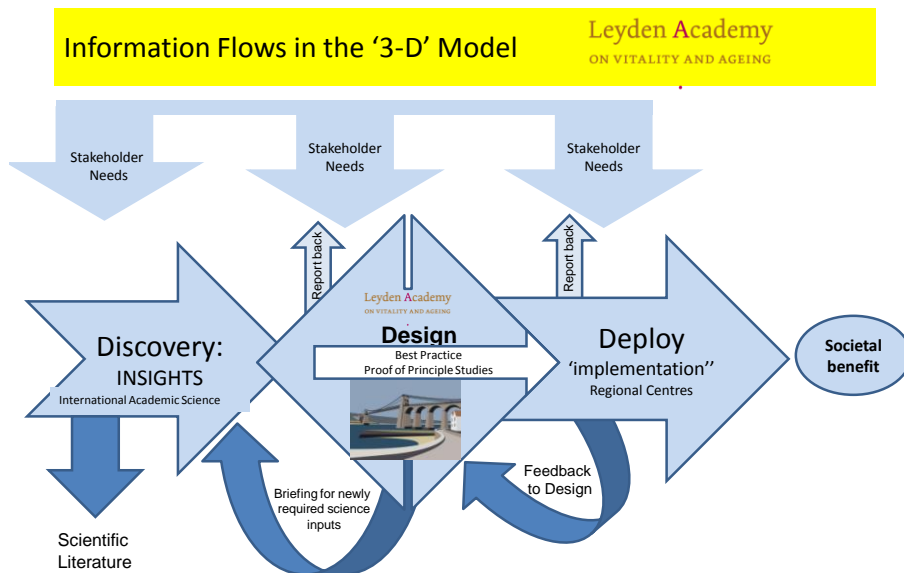 Information Flows in the ‘3-D’ Model
Leyden Academy
ON VITALITY AND AGEING
Stakeholder
Needs
Stakeholder
Needs
Stakeholder
Needs
Report back
Report back
Leyden Academy
ON VITALITY AND AGEING
Discovery:
INSIGHTS
International Academic Science
Design
Best Practice
Proof of Principle Studies
Deploy
‘implementation’’
Regional Centres
Societal
benefit
Scientific
Literature
Briefing for newly
required science
inputs
Feedback
to Design